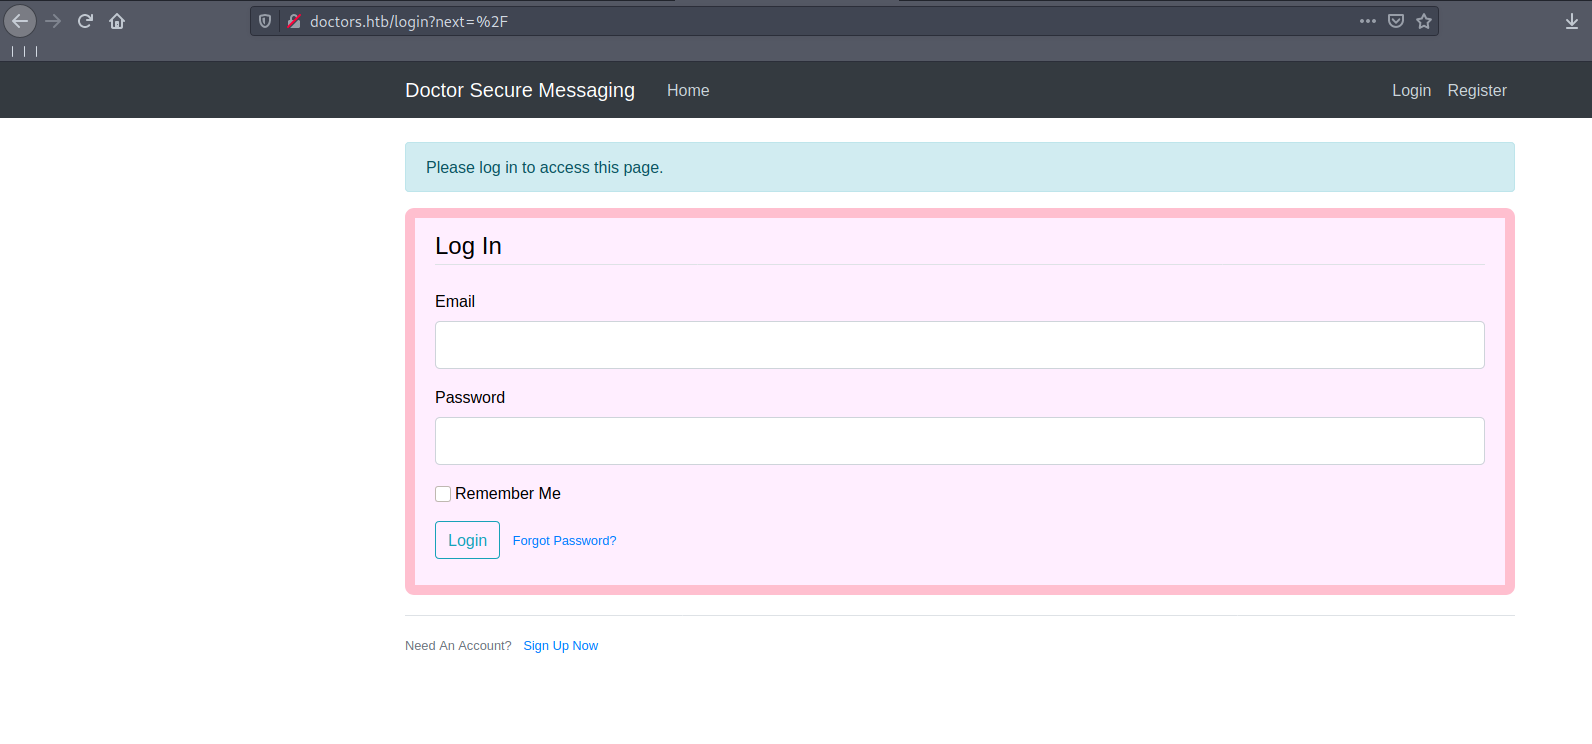 doctors.htb/login?next=%2F
Doctor Secure Messaging Home Login Register
Please log in to access this page.
Log In
Email
Password
Remember Me
Login Forgot Password?
Need An Account? Sign Up Now